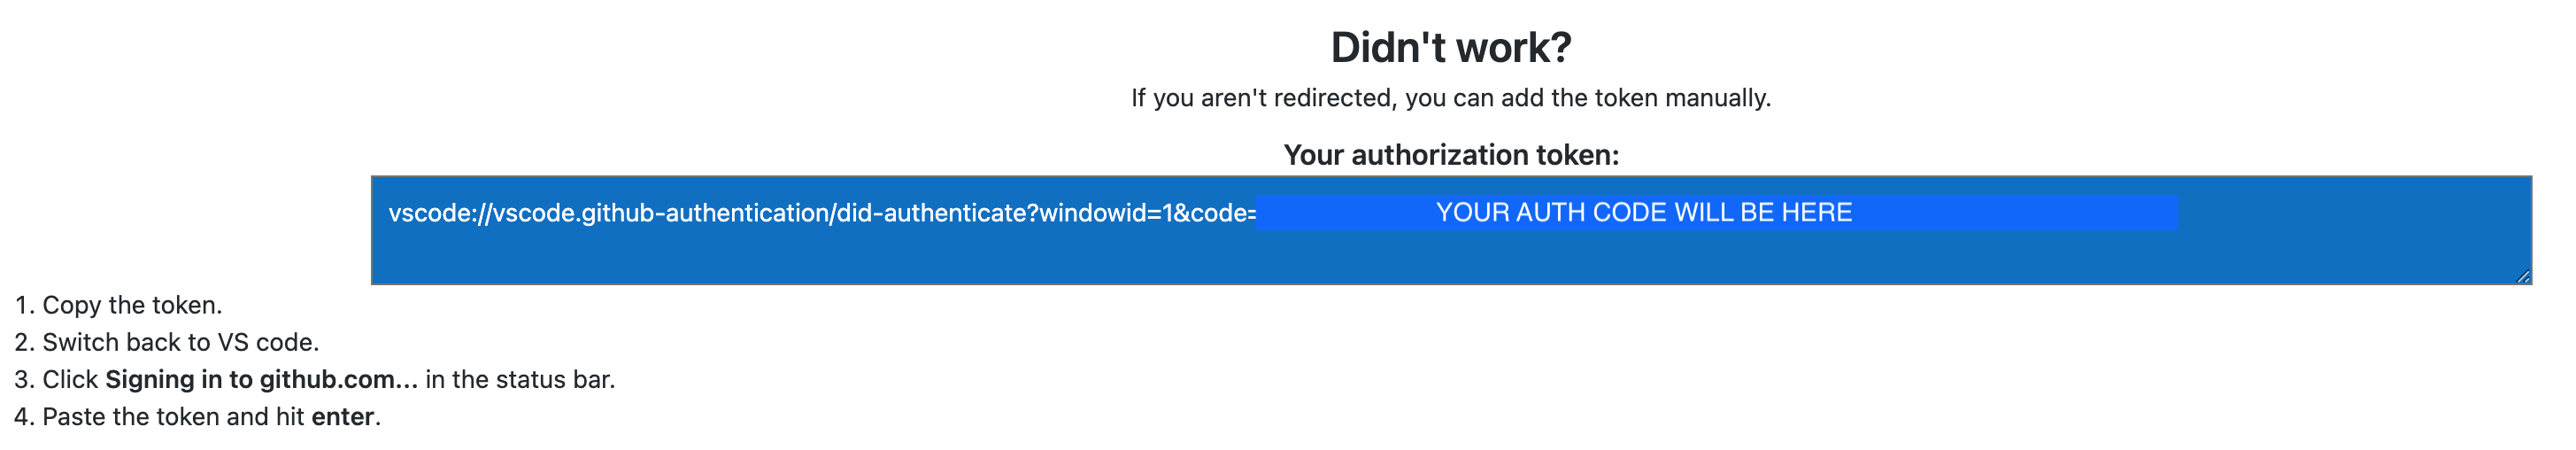 Didn't work?
If you aren't redirected, you can add the token manually.
Your authorization token:
vscode://vscode.github-authentication/did-authenticate?windowid=1&code= YOUR AUTH CODE WILL BE HERE
1. Copy the token.
2. Switch back to VS code.
3. Click Signing in to github.com... in the status bar.
4. Paste the token and hit enter.